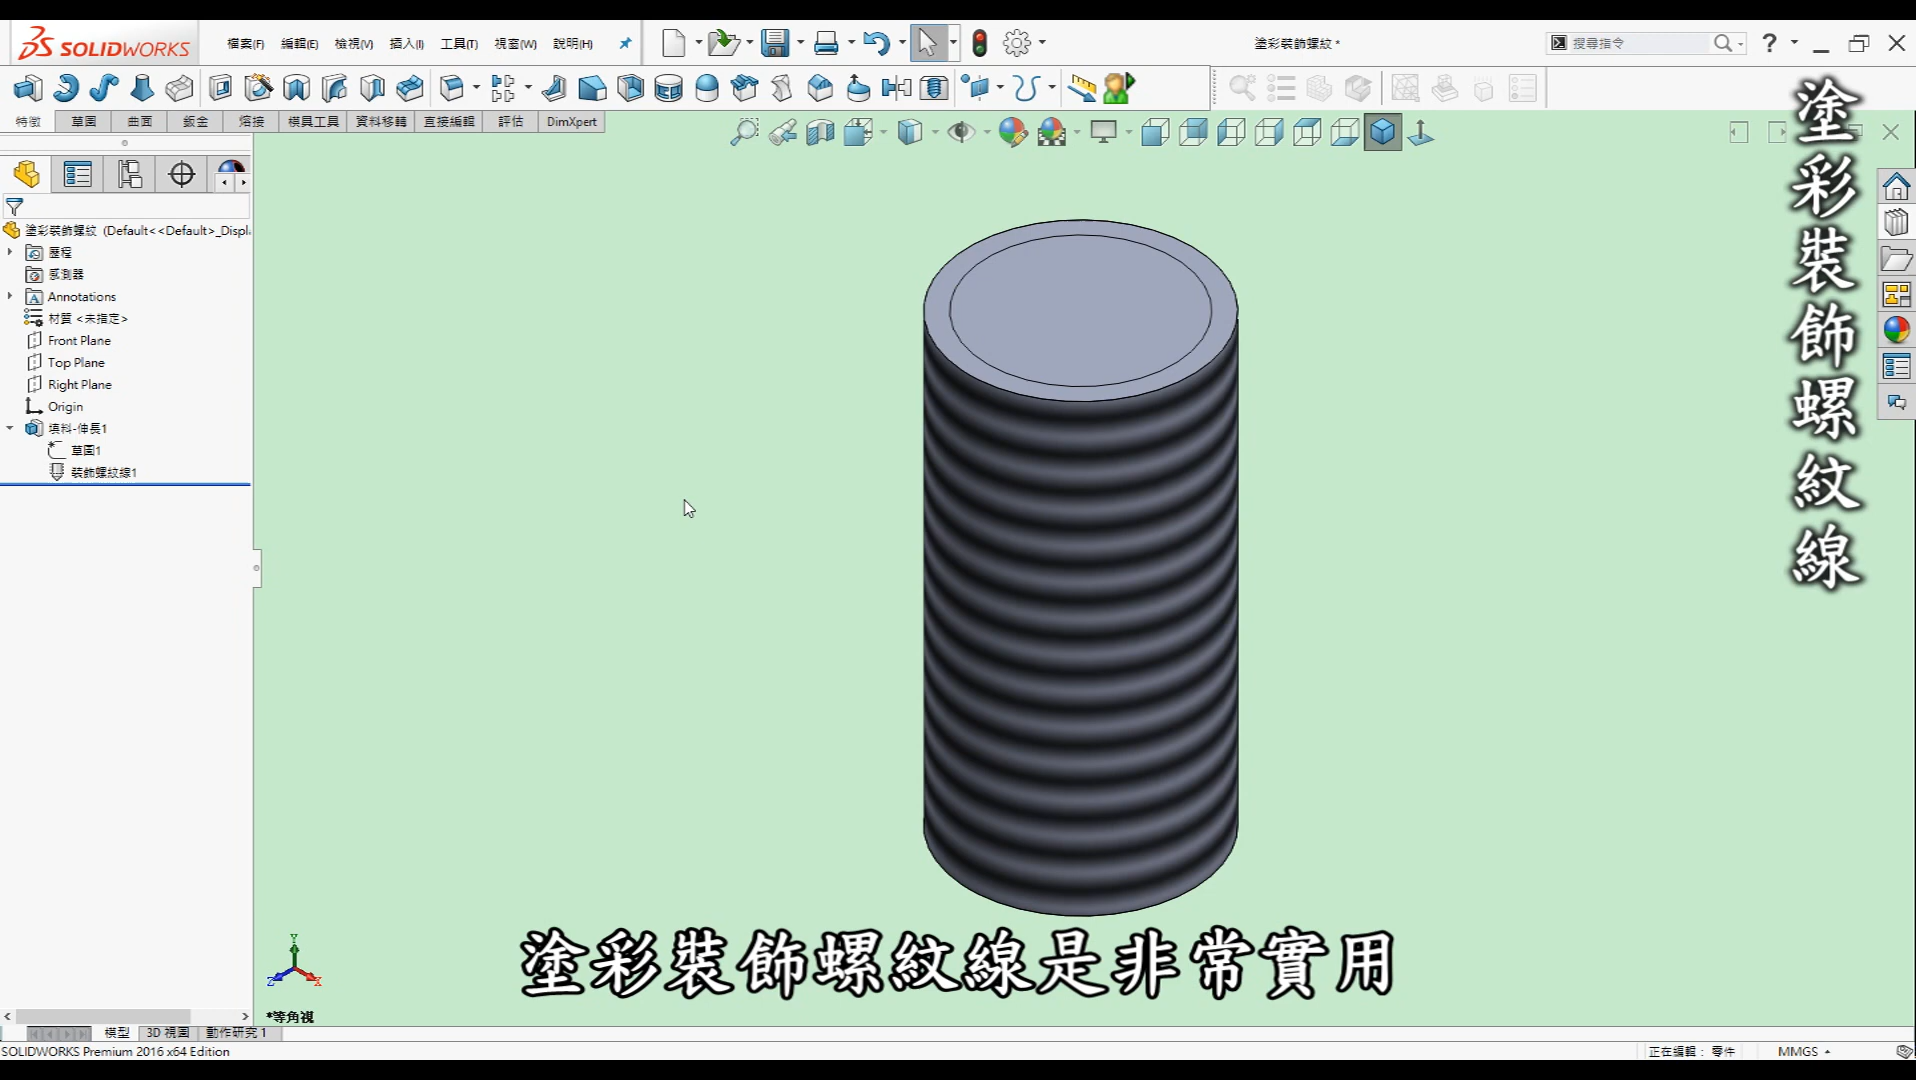 SOLIDWORKS 檔案(F) 編輯(E) 檢視(V) 插入(I) 工具(T) 視窗(W) 說明(H) 塗彩裝飾螺紋 * 搜尋指令 ?
特徵 草圖 曲面 鈑金 熔接 模具工具 資料移轉 直接編輯 評估 DimXpert
塗彩裝飾螺紋線
塗彩裝飾螺紋 (Default<<Default>_Displ
歷程
感測器
A Annotations
材質 <未指定>
Front Plane
Top Plane
Right Plane
Origin
填料-伸長1
草圖1
裝飾螺紋線1
塗彩裝飾螺紋線是非常實用
Y
Z X
*等角視
模型 3D 視圖 動作研究 1
SOLIDWORKS Premium 2016 x64 Edition 正在編輯： 零件 MMGS